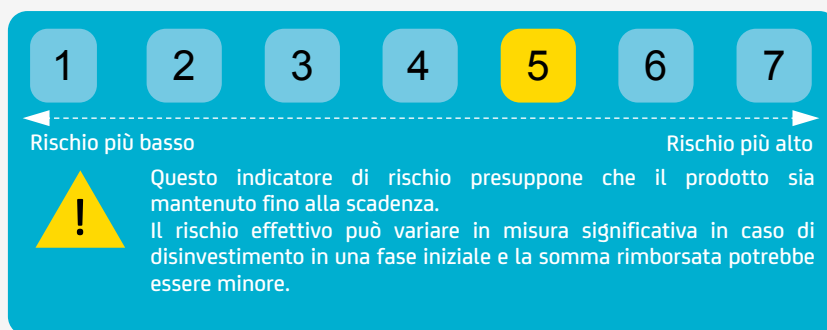 1 2 3 4 5 6 7
Rischio più basso Rischio più alto
Questo indicatore di rischio presuppone che il prodotto sia
mantenuto fino alla scadenza.
!
Il rischio effettivo può variare in misura significativa in caso di
disinvestimento in una fase iniziale e la somma rimborsata potrebbe
essere minore.